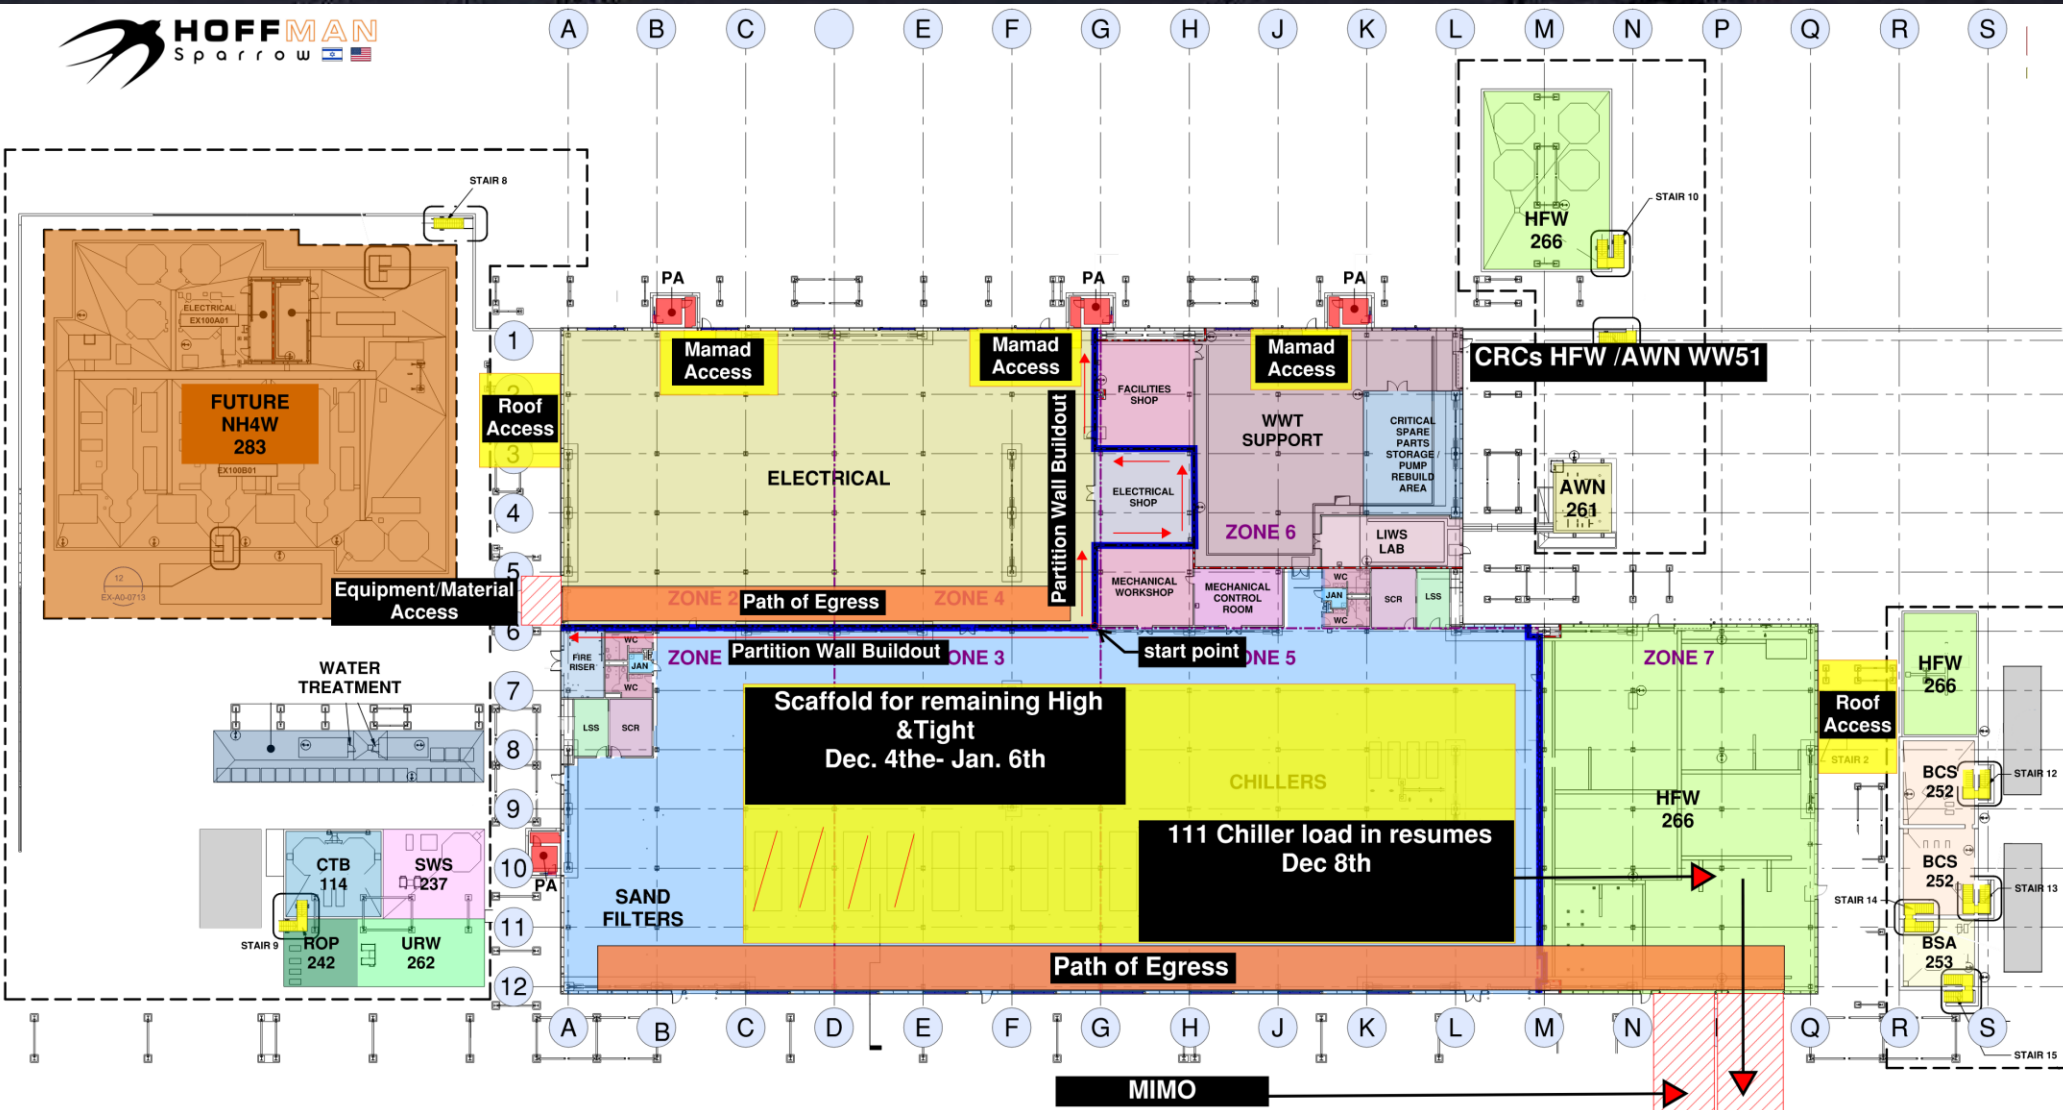 HOFFMAN
Sparrow
A B C E F G H J K L M N P Q R S
STAIR 8
STAIR 10
HFW
266
PA
PA
PA
1
Mamad
Access
Mamad
Access
Mamad
Access
CRCs HFW /AWN WW51
ELECTRICAL
EX100A01
2
Roof
Access
FACILITIES
SHOP
FUTURE
NH4W
283
EX100B01
3
WWT
SUPPORT
CRITICAL
SPARE
PARTS
STORAGE /
PUMP
REBUILD
AREA
Partition Wall Buildout
ELECTRICAL
ELECTRICAL
SHOP
AWN
261
4
ZONE 6
LIWS
LAB
5
12
EX-A0-0713
Equipment/Material
Access
ZONE 2
Path of Egress
ZONE 4
MECHANICAL
WORKSHOP
MECHANICAL
CONTROL
ROOM
WC
JAN
WC
SCR
LSS
6
FIRE
RISER
WC
JAN
WC
ZONE
Partition Wall Buildout
ONE 3
start point
ONE 5
ZONE 7
HFW
266
WATER
TREATMENT
7
Scaffold for remaining High
&Tight
Dec. 4the- Jan. 6th
Roof
Access
LSS
SCR
8
STAIR 2
CHILLERS
BCS
252
STAIR 12
9
HFW
266
111 Chiller load in resumes
Dec 8th
CTB
114
SWS
237
10
PA
BCS
252
STAIR 13
SAND
FILTERS
STAIR 14
11
STAIR 9
ROP
242
URW
262
BSA
253
Path of Egress
12
A B C D E F G H J K L M N Q R S
STAIR 15
MIMO